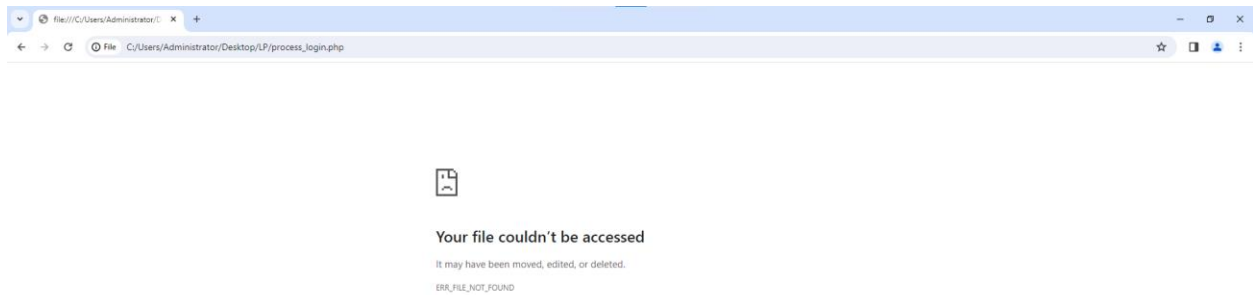 file:///C:/Users/Administrator/D
File C:/Users/Administrator/Desktop/LP/process_login.php
Your file couldn't be accessed
It may have been moved, edited, or deleted.
ERR_FILE_NOT_FOUND